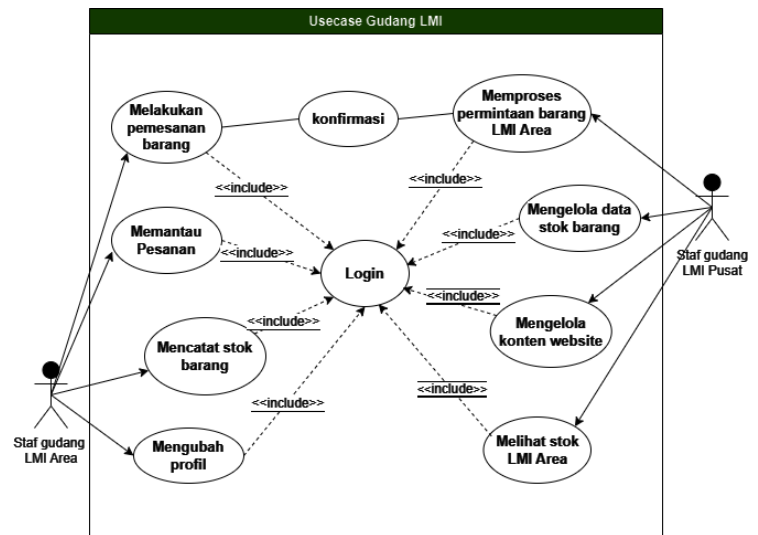 Usecase Gudang LMI
Melakukan
pemesanan
barang
konfirmasi
Memproses
permintaan barang
LMI Area
<<include>>
<<include>>
Memantau
Pesanan
<<include>>
Login
<<include>>
Mengelola data
stok barang
Staf gudang
LMI Pusat
<<include>>
Mengelola
konten website
Mencatat stok
barang
<<include>>
<<include>>
<<include>>
Staf gudang
LMI Area
Mengubah
profil
Melihat stok
LMI Area